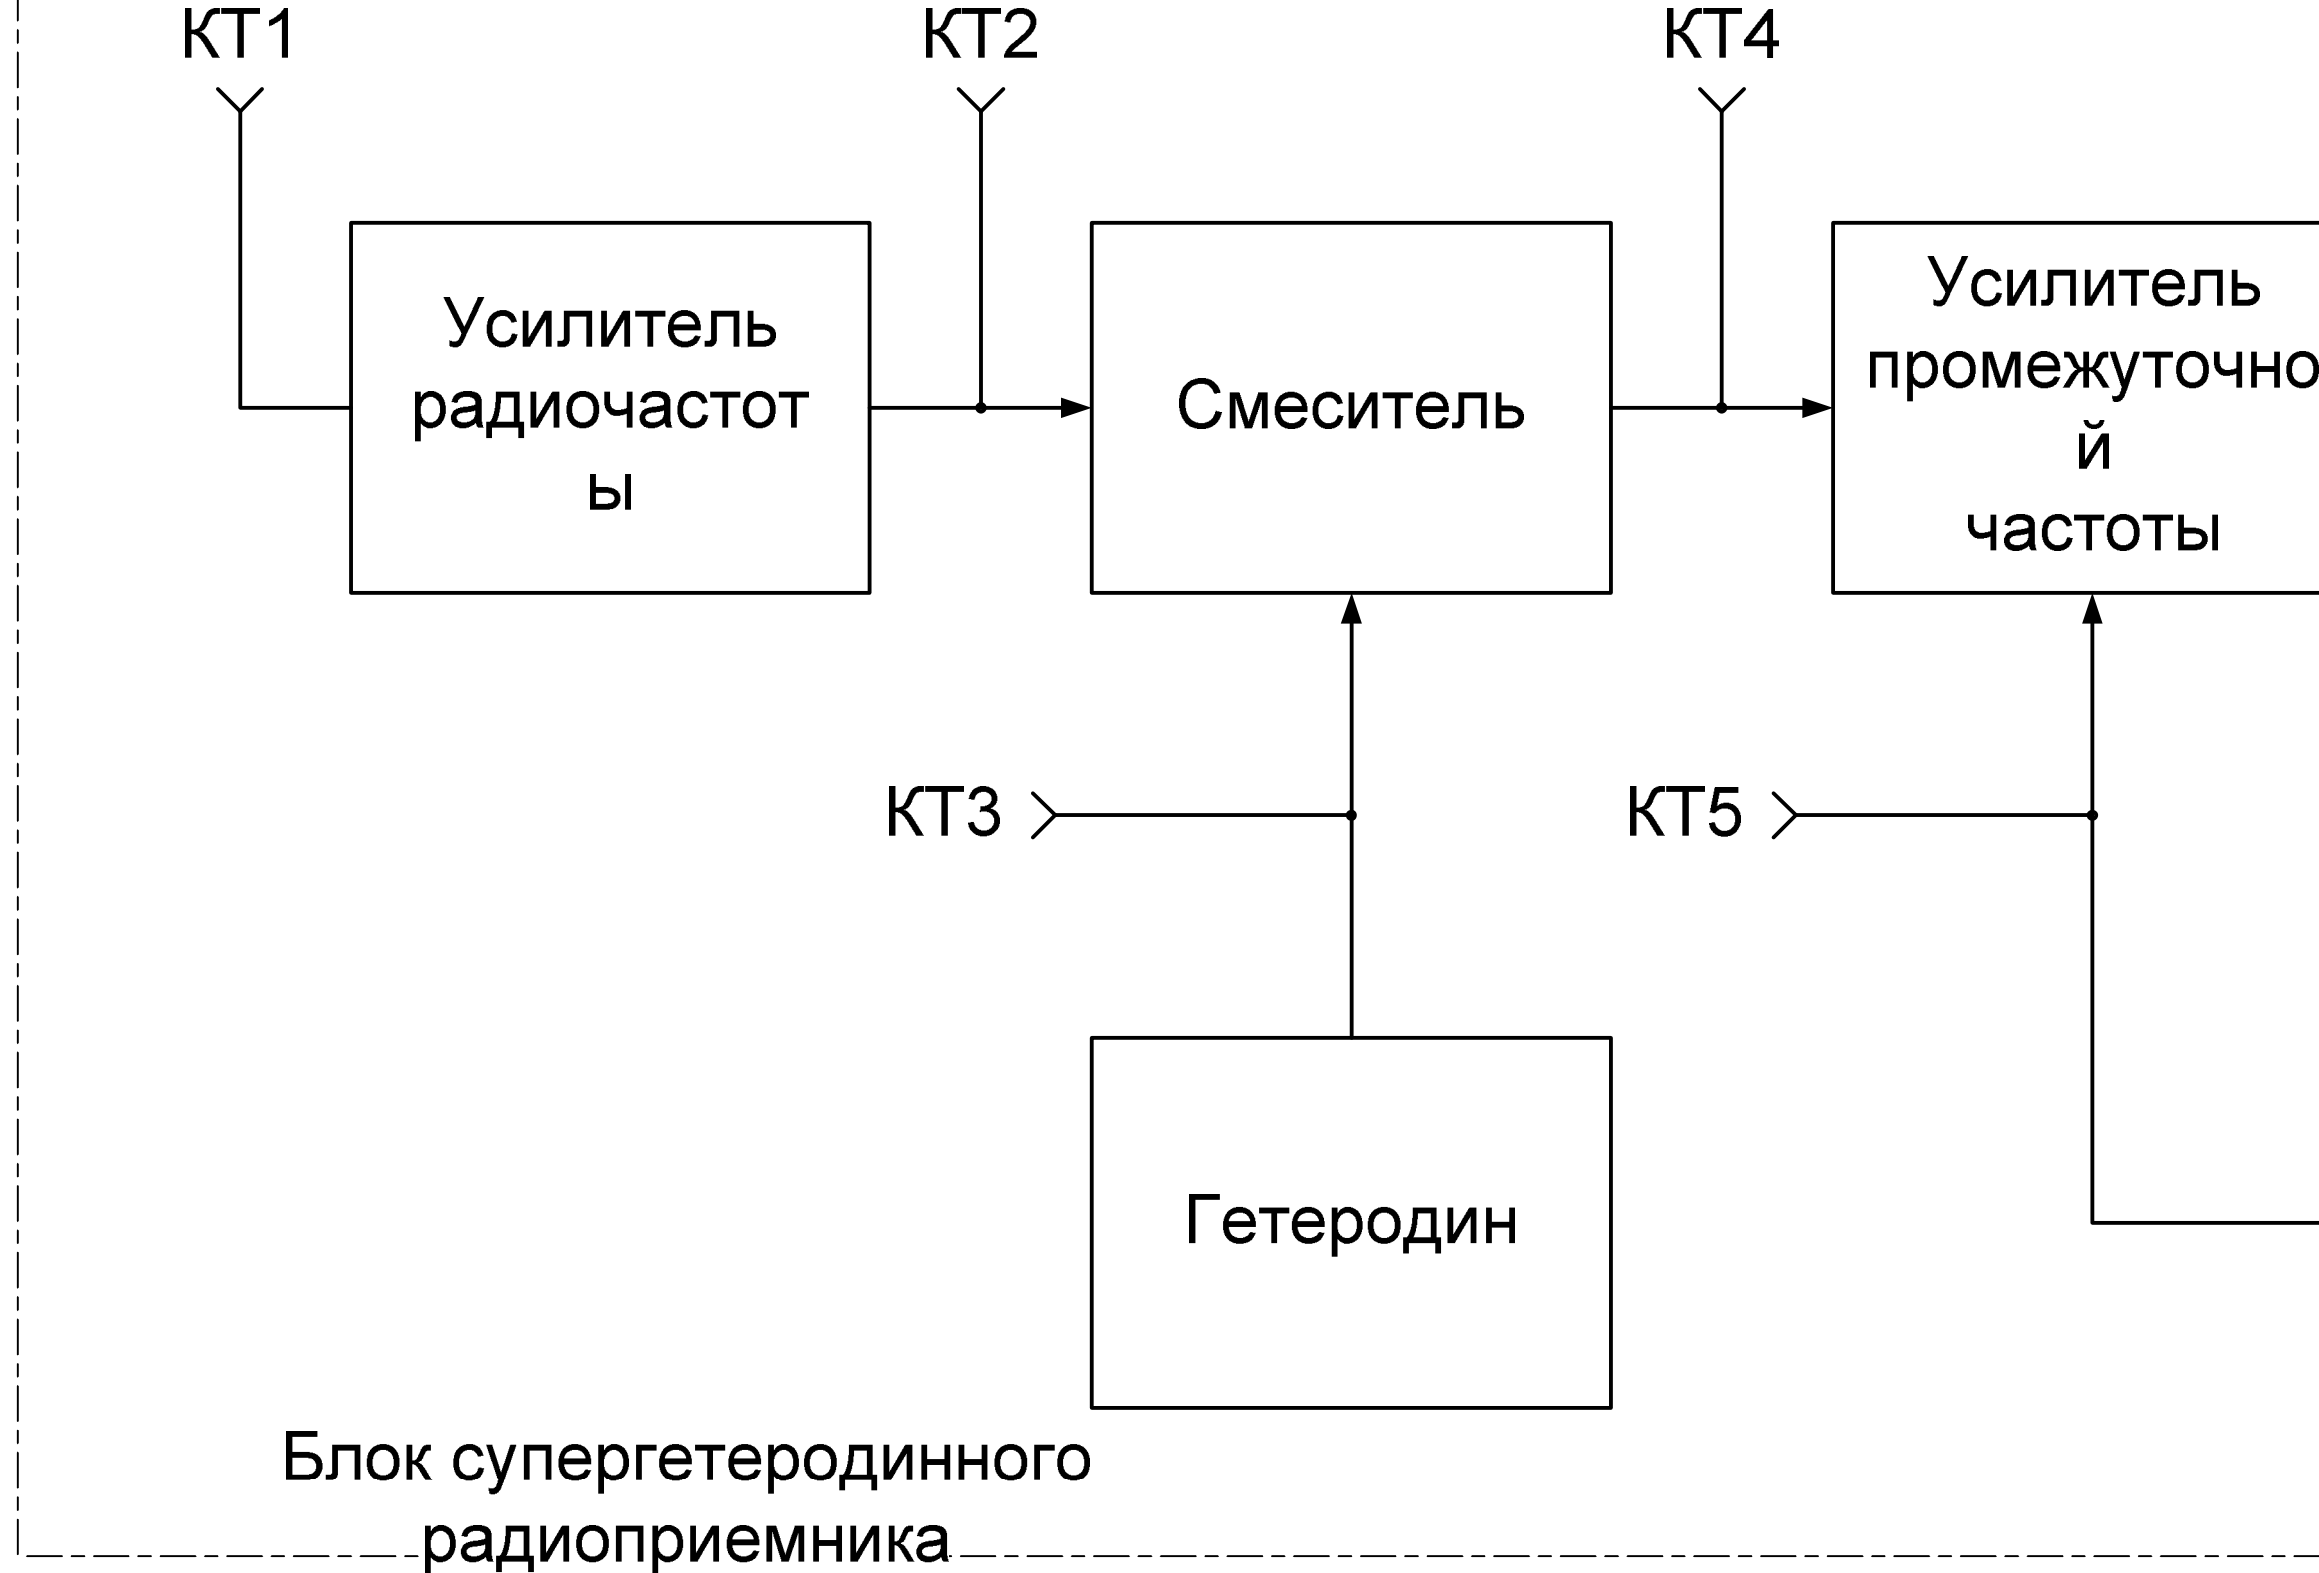 КТ1
КТ2
КТ4
Усилитель
радиочастот
ы
Смеситель
Усилитель
промежуточно
й
частоты
КТ3
КТ5
Гетеродин
Блок супергетеродинного
радиоприемника